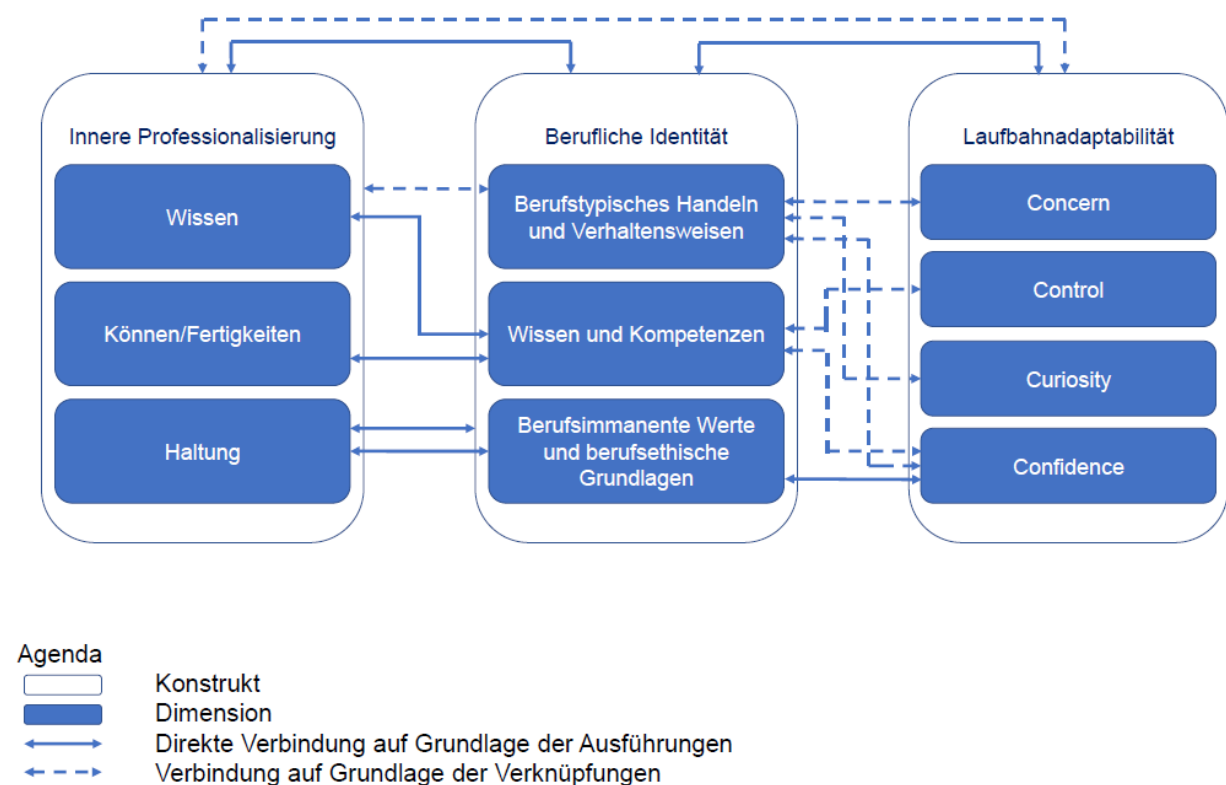 Innere Professionalisierung
Wissen
Können/Fertigkeiten
Haltung
Berufliche Identität
Berufstypisches Handeln
und Verhaltensweisen
Wissen und Kompetenzen
Berufsimmanente Werte
und berufsethische
Grundlagen
Laufbahnadaptabilität
Concern
Control
Curiosity
Confidence
Agenda
Konstrukt
Dimension
Direkte Verbindung auf Grundlage der Ausführungen
Verbindung auf Grundlage der Verknüpfungen